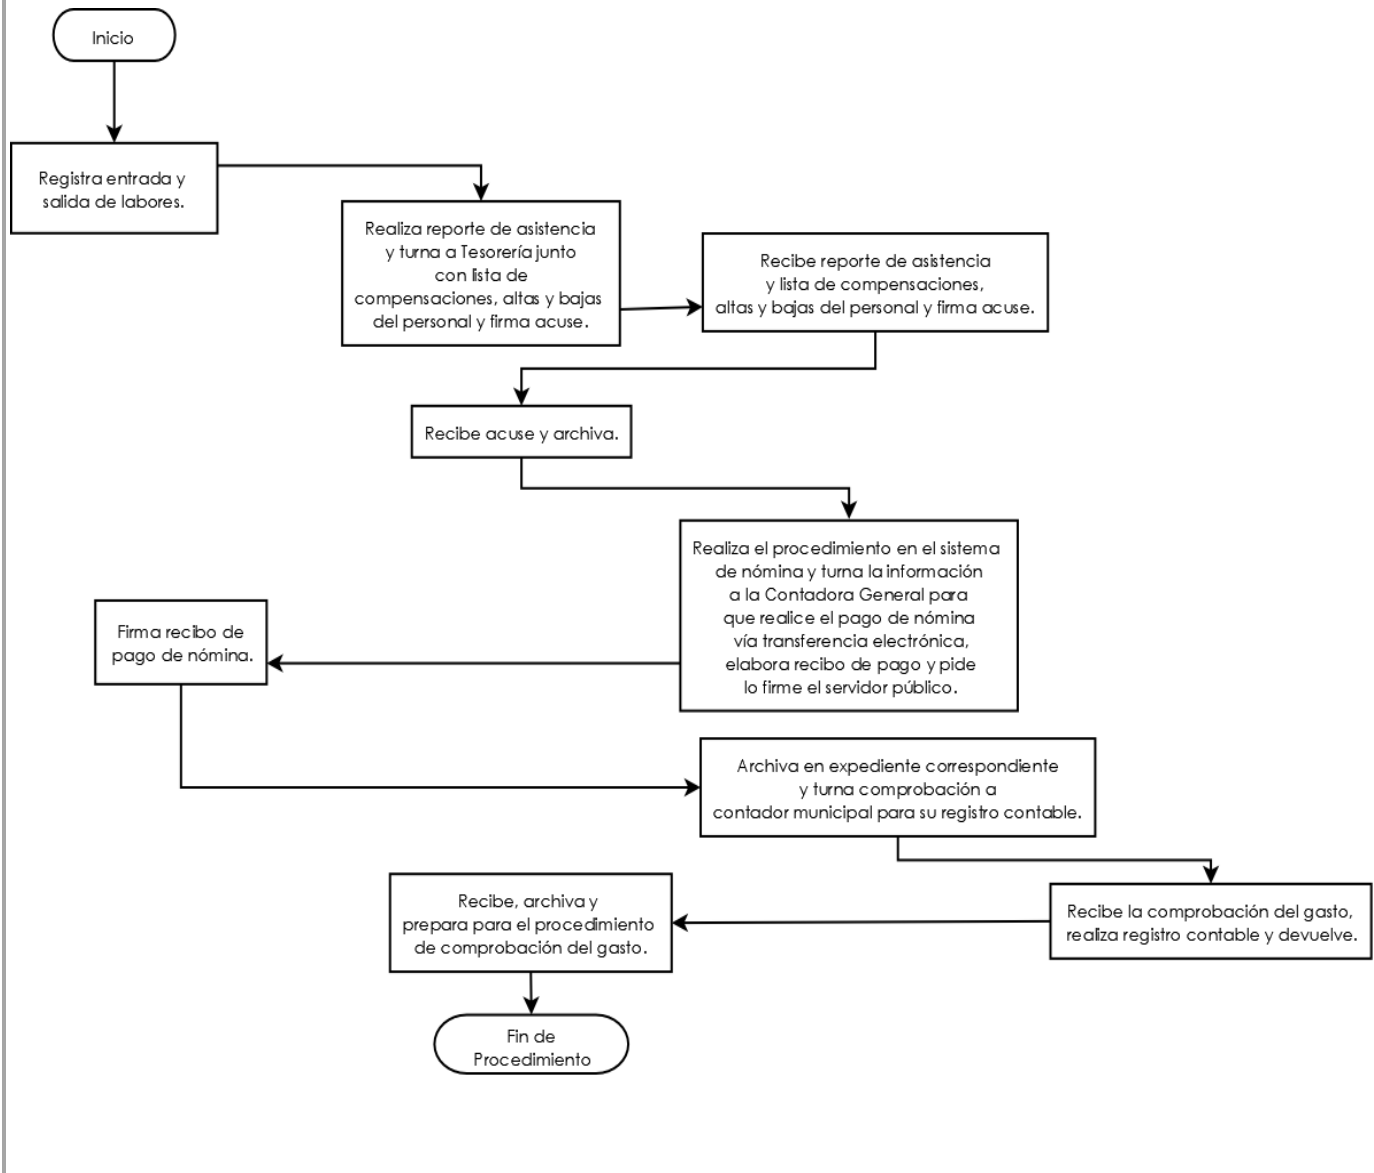 Inicio
Registra entrada y
salida de labores.
Realiza reporte de asistencia
y turna a Tesorería junto
con lista de
compensaciones, altas y bajas
del personal y firma acuse.
Recibe reporte de asistencia
y lista de compensaciones,
altas y bajas del personal y firma acuse.
Recibe acuse y archiva.
Realiza el procedimiento en el sistema
de nómina y turna la información
a la Contadora General para
que realice el pago de nómina
vía transferencia electrónica,
elabora recibo de pago y pide
lo firme el servidor público.
Firma recibo de
pago de nómina.
Archiva en expediente correspondiente
y turna comprobación a
contador municipal para su registro contable.
Recibe la comprobación del gasto,
realiza registro contable y devuelve.
Recibe, archiva y
prepara para el procedimiento
de comprobación del gasto.
Fin de
Procedimiento